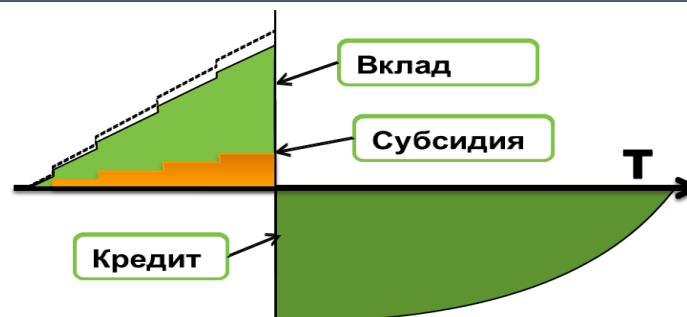 Вклад
Субсидия
Т
Кредит